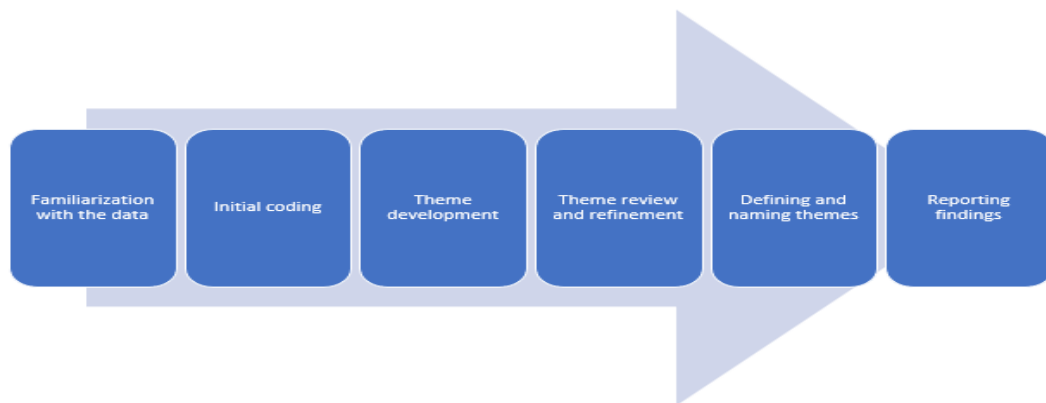 Familiarization
with the data
Initial coding
Theme
development
Theme review
and refinement
Defining and
naming themes
Reporting
findings